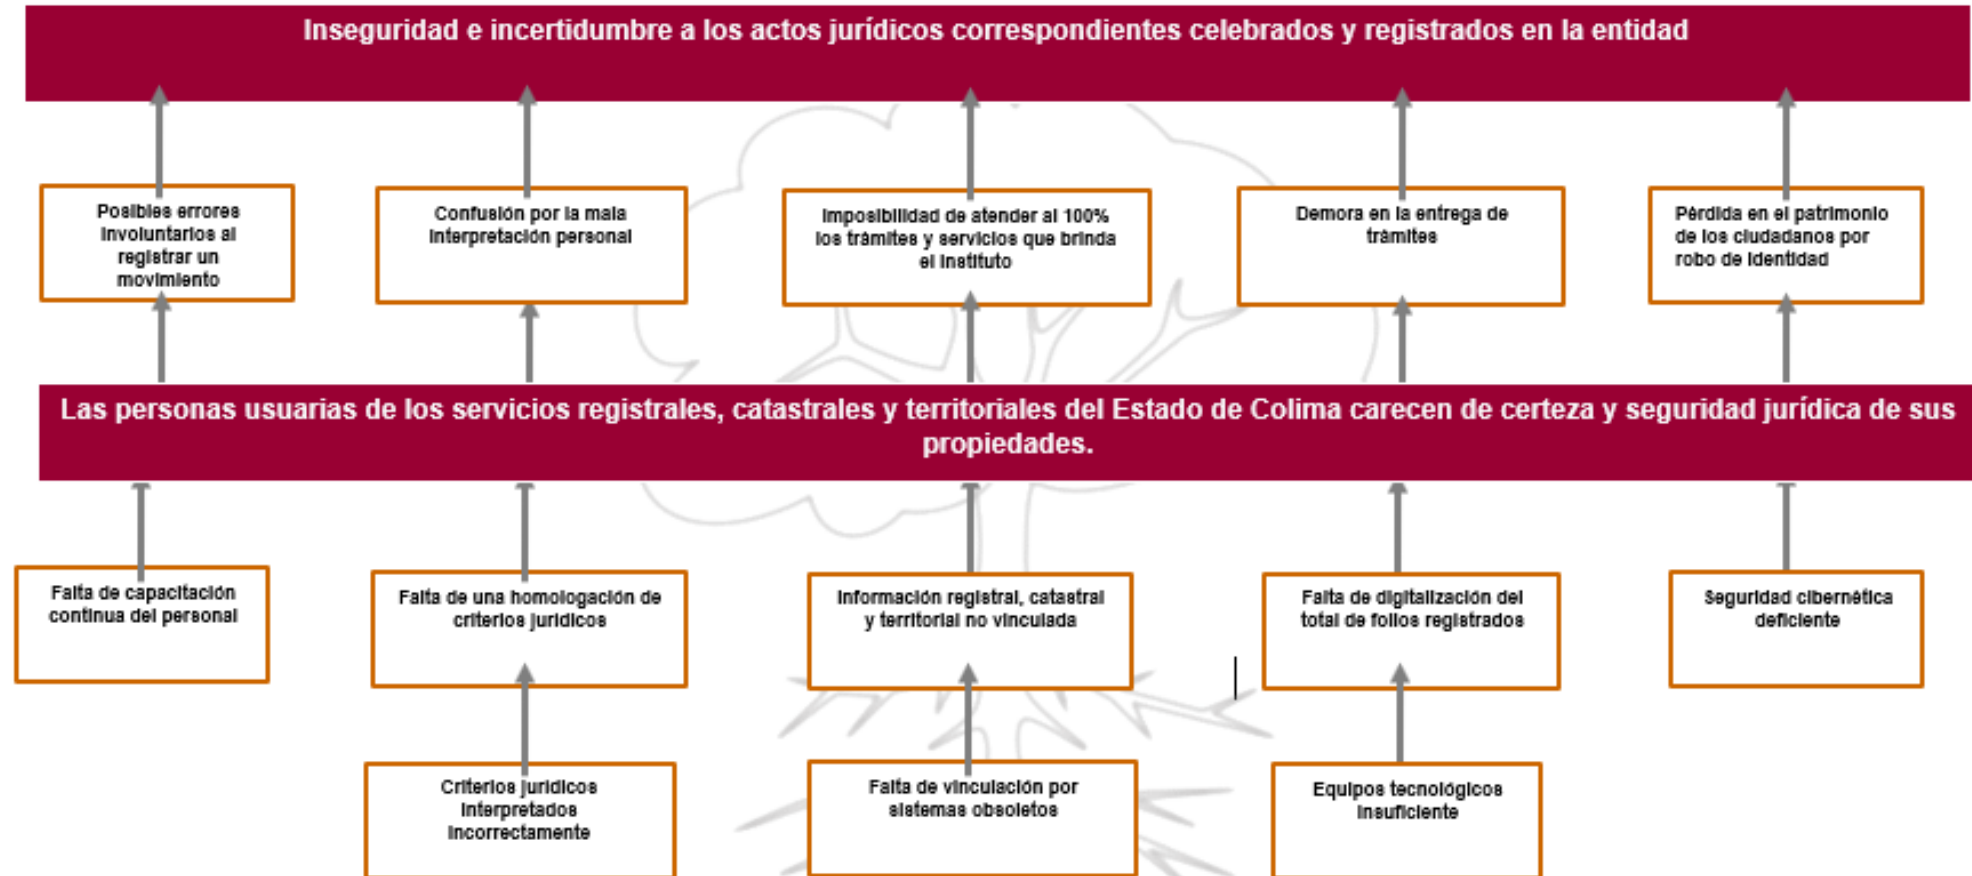 Inseguridad e incertidumbre a los actos jurídicos correspondientes celebrados y registrados en la entidad
Posibles errores
involuntarios al
registrar un
movimiento
Confusión por la mala
interpretación personal
Imposibilidad de atender al 100%
los trámites y servicios que brinda
el Instituto
Demora en la entrega de
trámites
Pérdida en el patrimonio
de los ciudadanos por
robo de identidad
Las personas usuarias de los servicios registrales, catastrales y territoriales del Estado de Colima carecen de certeza y seguridad jurídica de sus
propiedades.
Falta de capacitación
continua del personal
Falta de una homologación de
criterios jurídicos
Información registral, catastral
y territorial no vinculada
Falta de digitalización del
total de folios registrados
Seguridad cibernética
deficiente
Criterios jurídicos
interpretados
incorrectamente
Falta de vinculación por
sistemas obsoletos
Equipos tecnológicos
insuficiente